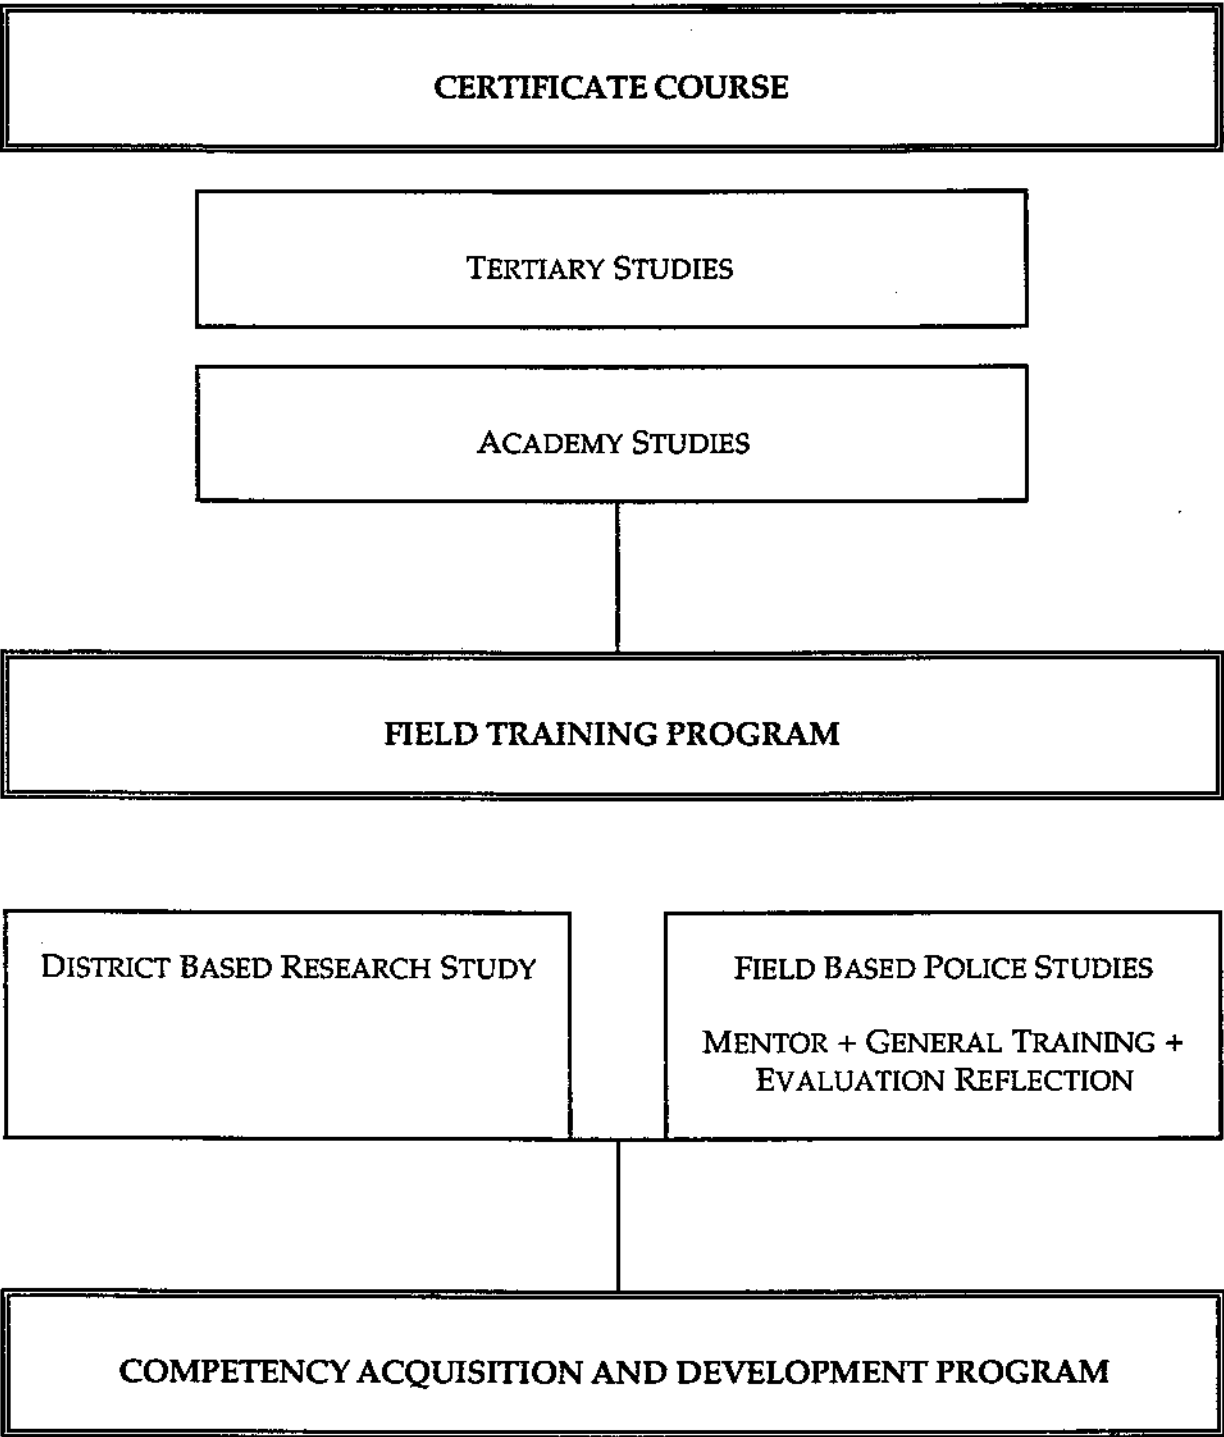 CERTIFICATE COURSE
TERTIARY STUDIES
ACADEMY STUDIES
FIELD TRAINING PROGRAM
DISTRICT BASED RESEARCH STUDY
FIELD BASED POLICE STUDIES
MENTOR + GENERAL TRAINING +
EVALUATION REFLECTION
COMPETENCY ACQUISITION AND DEVELOPMENT PROGRAM